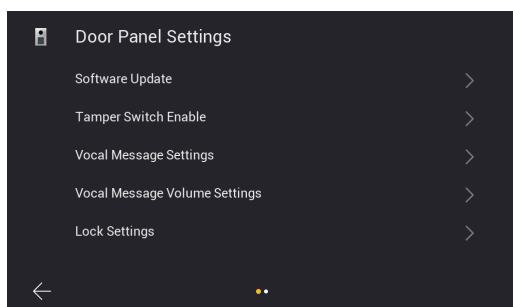 Door Panel Settings
Software Update
Tamper Switch Enable
Vocal Message Settings
Vocal Message Volume Settings
Lock Settings